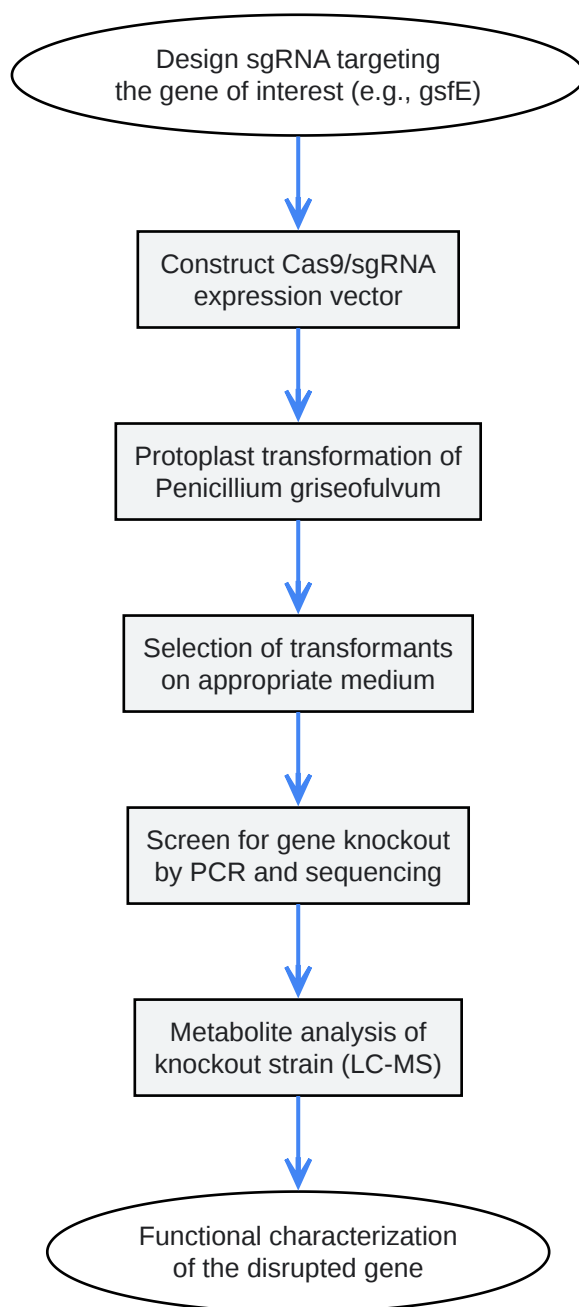 Design sgRNA targeting
the gene of interest (e.g., gsfE)
Construct Cas9/sgRNA
expression vector
Protoplast transformation of
Penicillium griseofulvum
Selection of transformants
on appropriate medium
Screen for gene knockout
by PCR and sequencing
Metabolite analysis of
knockout strain (LC-MS)
Functional characterization
of the disrupted gene